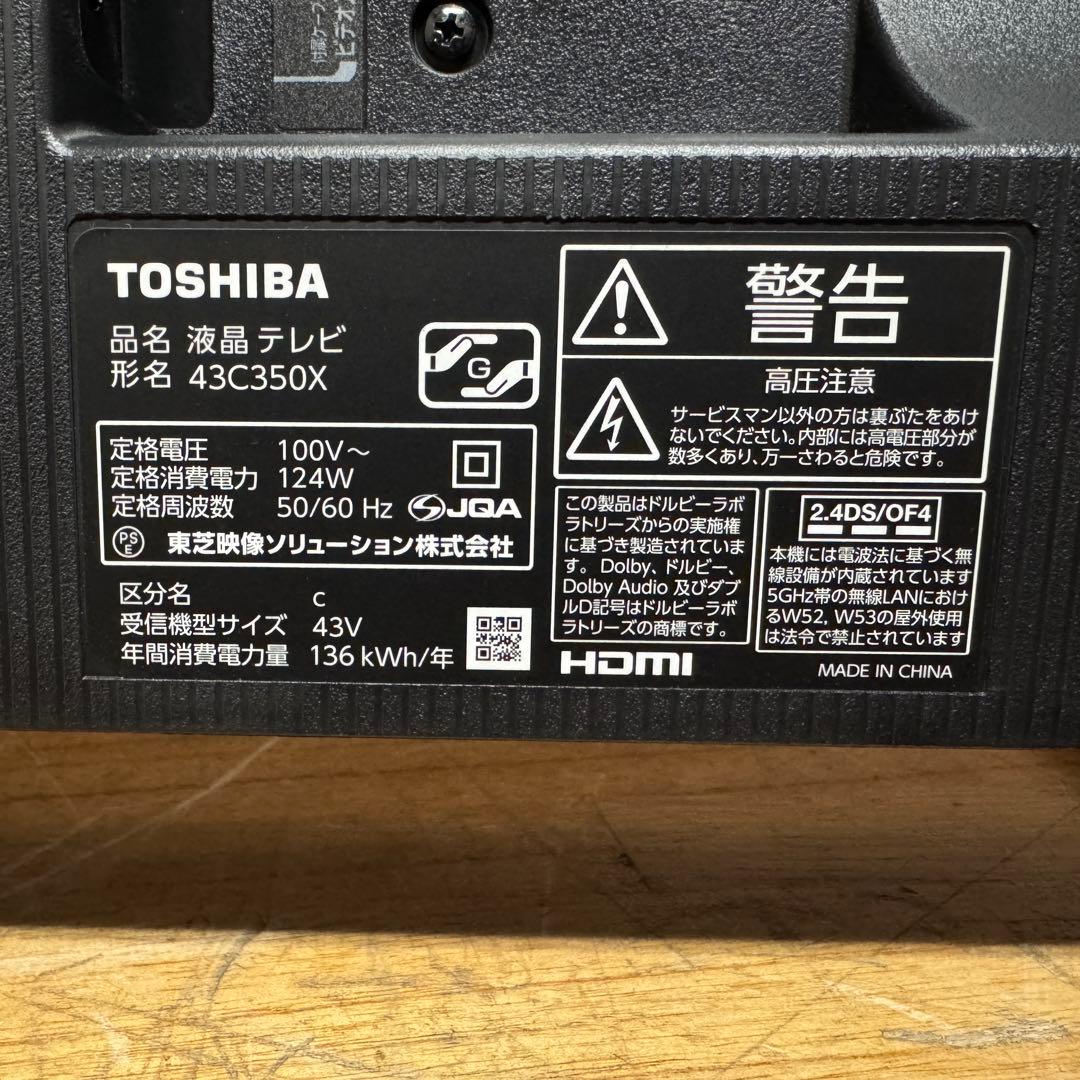 付属ケーブ
ビデオ
TOSHIBA
品名 液晶テレビ
形名 43C350X
G
定格電圧 100V～
定格消費電力 124W
定格周波数 50/60 Hz
JQA
PS
E
東芝映像ソリューション株式会社
区分名 c
受信機型サイズ 43V
年間消費電力量 136 kWh/年
警告
高圧注意
サービスマン以外の方は裏ぶたをあけ
ないでください。内部には高電圧部分が
数多くあり、万一さわると危険です。
この製品はドルビーラボ
ラトリーズからの実施権
に基づき製造されていま
す。 Dolby、ドルビー、
Dolby Audio 及びダブ
ルD記号はドルビーラボ
ラトリーズの商標です。
HDMI
2.4DS/OF4
本機には電波法に基づく無
線設備が内蔵されています
5GHz帯の無線LANにおけ
るW52, W53の屋外使用
は法令で禁止されています
MADE IN CHINA